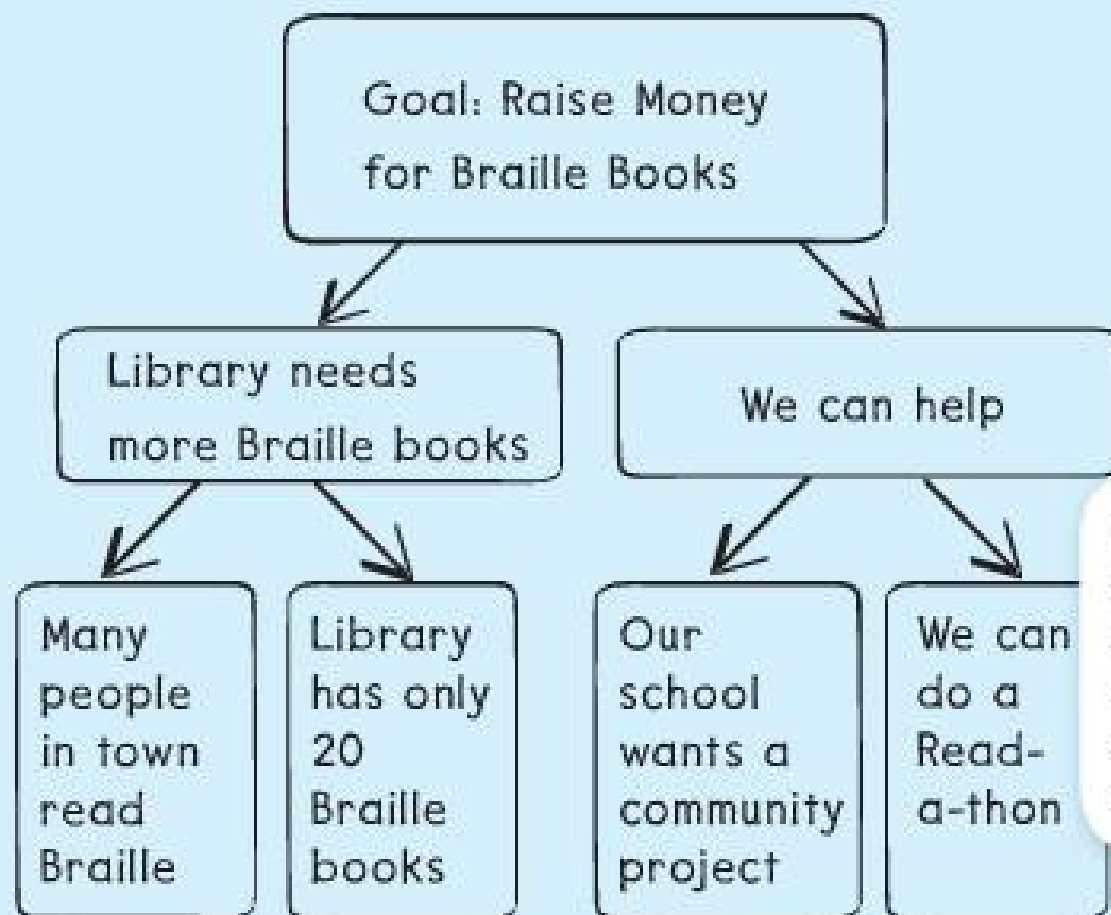 Goal: Raise Money
for Braille Books
Library needs
more Braille books
We can help
Many
people
in town
read
Braille
Library
has only
20
Braille
books
Our
school
wants a
community
project
We can
do a
Read-
a-thon